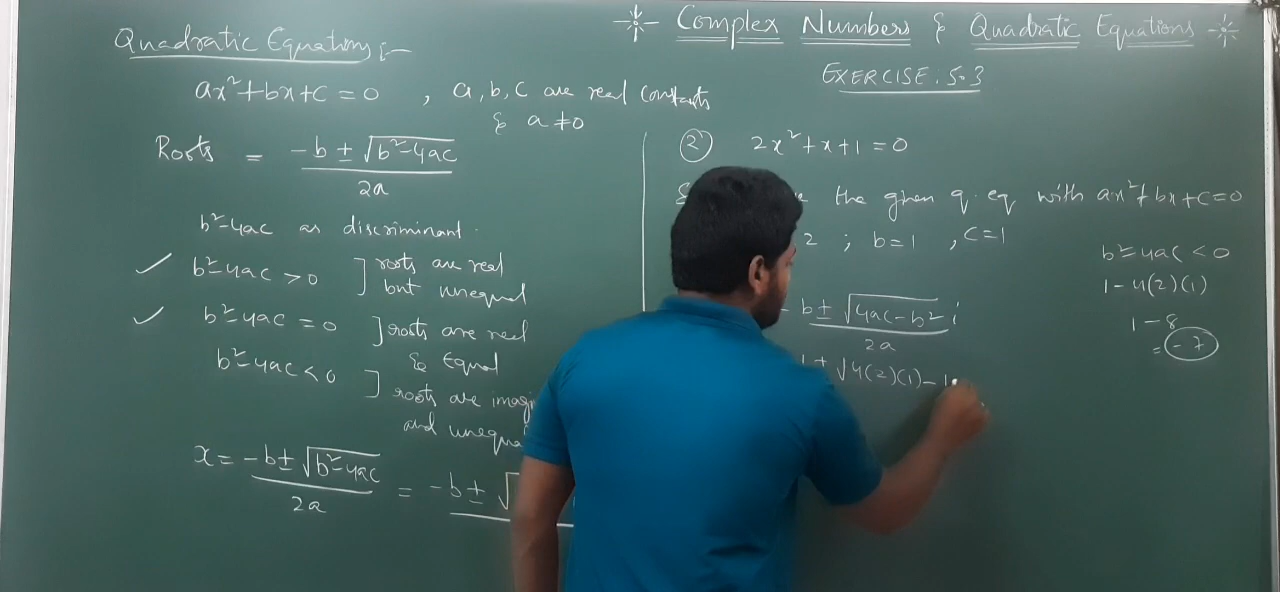 Complex Numbers & Quadratic Equations
EXERCISE. 5.3
Quadratic Equations :-
ax²+bx+c = 0 , a, b, c are real constants
& a ≠ 0
Roots = -b ± √b²-4ac
2a
b²-4ac as discriminant.
✓ b²-4ac > 0 ] roots are real
but unequal
✓ b²-4ac = 0 ] roots are real
& Equal
b²-4ac < 0 ] roots are
and
x = -b ± √b²-4ac
2a
= -b ± √
② 2x²+x+1 = 0
the given q. eq with ax²+bx+c=0
2 ; b=1 , c=1
b ± √4ac-b² i
2a
± √4(2)(1)-1
b²-4ac < 0
1-4(2)(1)
1-8
= -7